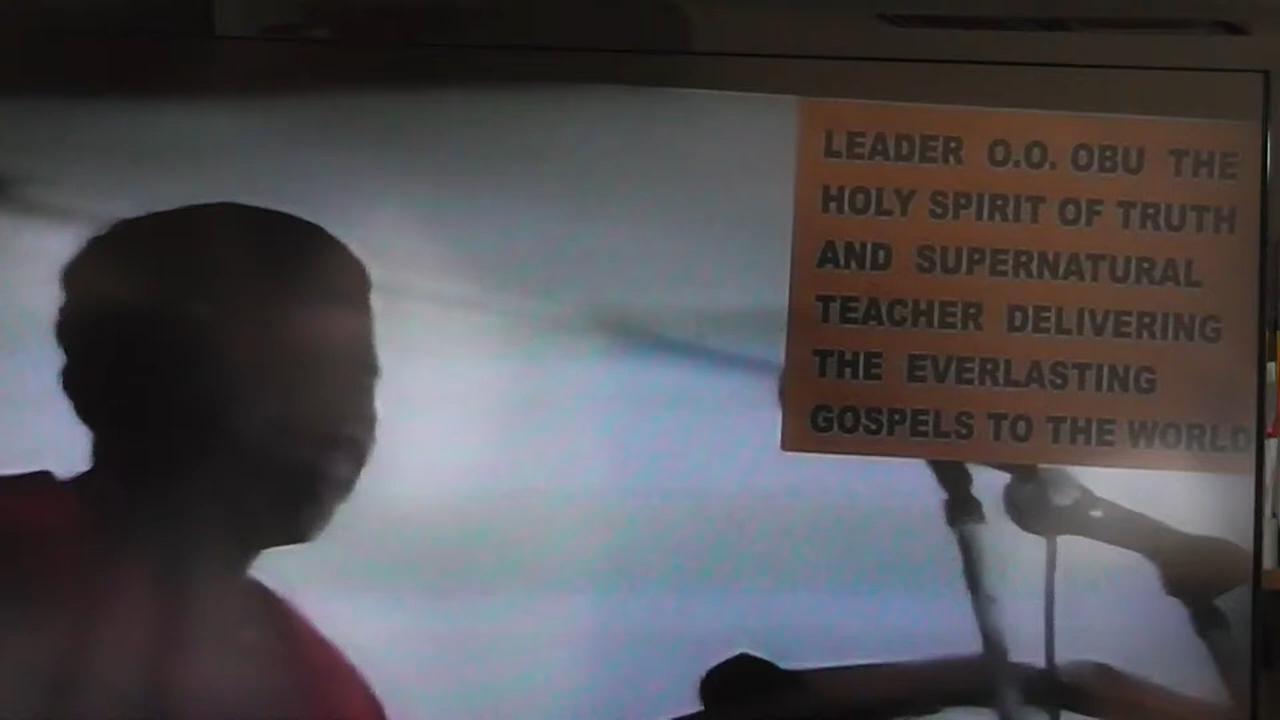 LEADER O.O. OBU THE
HOLY SPIRIT OF TRUTH
AND SUPERNATURAL
TEACHER DELIVERING
THE EVERLASTING
GOSPELS TO THE WORLD